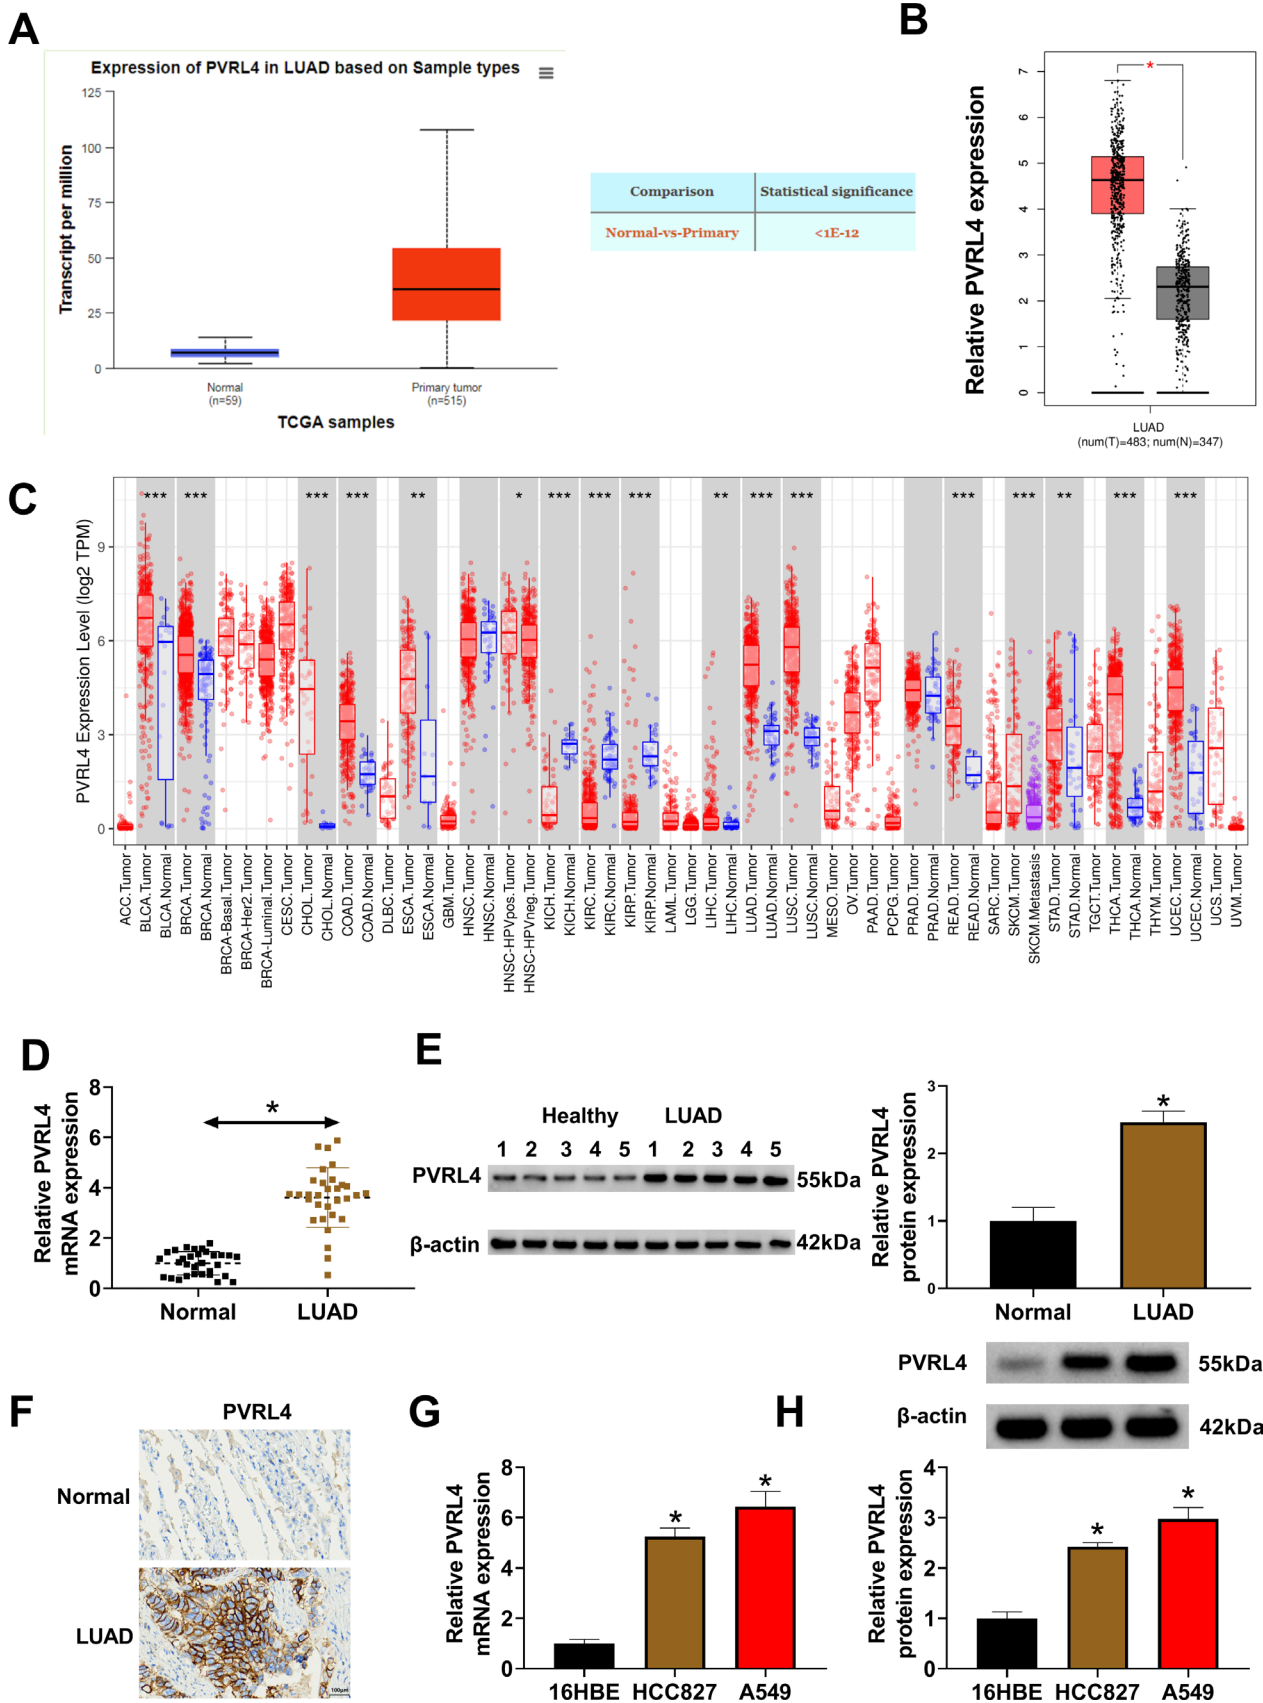 A
Expression of PVRL4 in LUAD based on Sample types
Transcript per million
125
100
75
50
25
0
Normal
(n=59)
Primary tumor
(n=515)
TCGA samples
Comparison
Statistical significance
Normal-vs-Primary
<1E-12
B
Relative PVRL4 expression
7
6
5
4
3
2
1
0
*
LUAD
(num(T)=483; num(N)=347)
C
PVRL4 Expression Level (log2 TPM)
9
6
3
0
*** *** *** *** ** * *** *** *** ** *** *** *** *** ** *** ***
ACC.Tumor
BLCA.Tumor
BLCA.Normal
BRCA.Tumor
BRCA.Normal
BRCA-Basal.Tumor
BRCA-Her2.Tumor
BRCA-Luminal.Tumor
CESC.Tumor
CHOL.Tumor
CHOL.Normal
COAD.Tumor
COAD.Normal
DLBC.Tumor
ESCA.Tumor
ESCA.Normal
GBM.Tumor
HNSC.Tumor
HNSC.Normal
HNSC-HPVpos.Tumor
HNSC-HPVneg.Tumor
KICH.Tumor
KICH.Normal
KIRC.Tumor
KIRC.Normal
KIRP.Tumor
KIRP.Normal
LAML.Tumor
LGG.Tumor
LIHC.Tumor
LIHC.Normal
LUAD.Tumor
LUAD.Normal
LUSC.Tumor
LUSC.Normal
MESO.Tumor
OV.Tumor
PAAD.Tumor
PCPG.Tumor
PRAD.Tumor
PRAD.Normal
READ.Tumor
READ.Normal
SARC.Tumor
SKCM.Tumor
SKCM.Metastasis
STAD.Tumor
STAD.Normal
TGCT.Tumor
THCA.Tumor
THCA.Normal
THYM.Tumor
UCEC.Tumor
UCEC.Normal
UCS.Tumor
UVM.Tumor
D
Relative PVRL4
mRNA expression
8
6
4
2
0
*
Normal
LUAD
E
Healthy LUAD
1 2 3 4 5 1 2 3 4 5
PVRL4
55kDa
β-actin
42kDa
Relative PVRL4
protein expression
3
2
1
0
*
Normal
LUAD
F
PVRL4
Normal
LUAD
100μm
G
Relative PVRL4
mRNA expression
8
6
4
2
0
*
*
16HBE HCC827 A549
H
PVRL4
55kDa
β-actin
42kDa
Relative PVRL4
protein expression
4
3
2
1
0
*
*
16HBE HCC827 A549